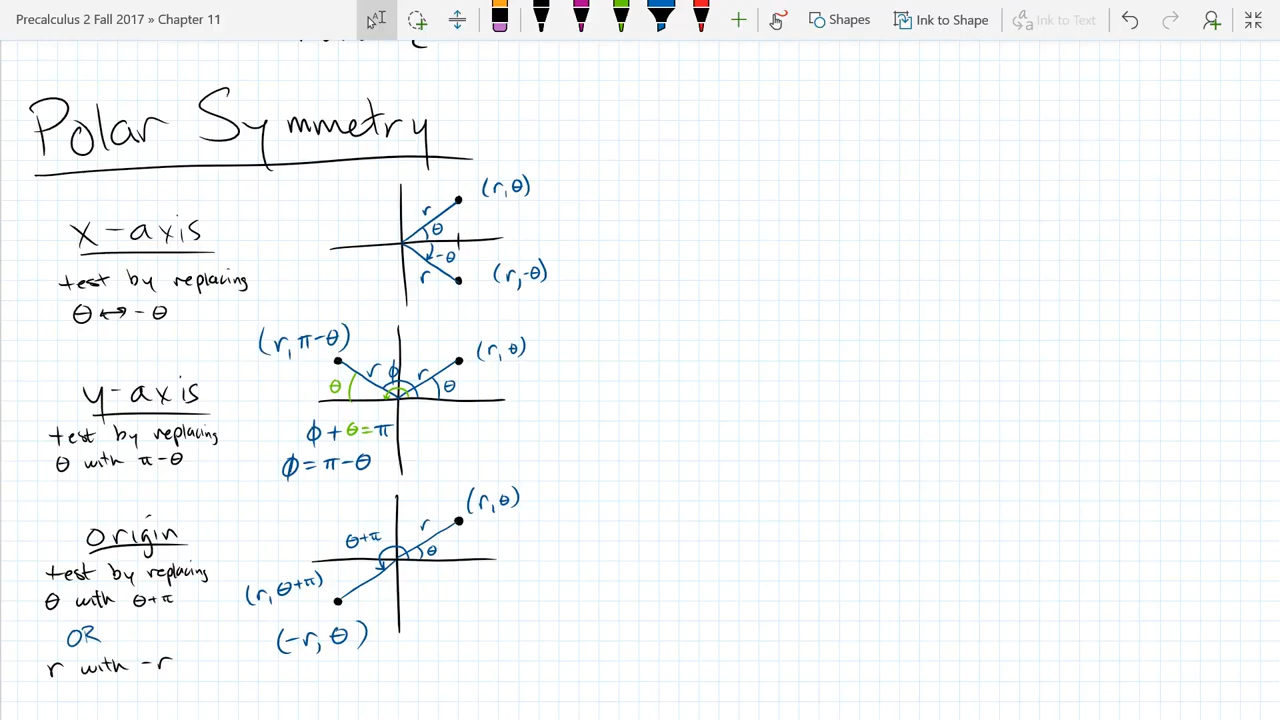 Precalculus 2 Fall 2017 » Chapter 11
Shapes
Ink to Shape
Ink to Text
Polar Symmetry
x-axis
test by replacing
θ ↔ -θ
(r, θ)
r
θ
-θ
r
(r, -θ)
y-axis
test by replacing
θ with π-θ
(r, π-θ)
(r, θ)
θ
r
ϕ
r
θ
ϕ + θ = π
ϕ = π - θ
origin
test by replacing
θ with θ+π
OR
r with -r
(r, θ)
r
θ+π
θ
(r, θ+π)
(-r, θ)